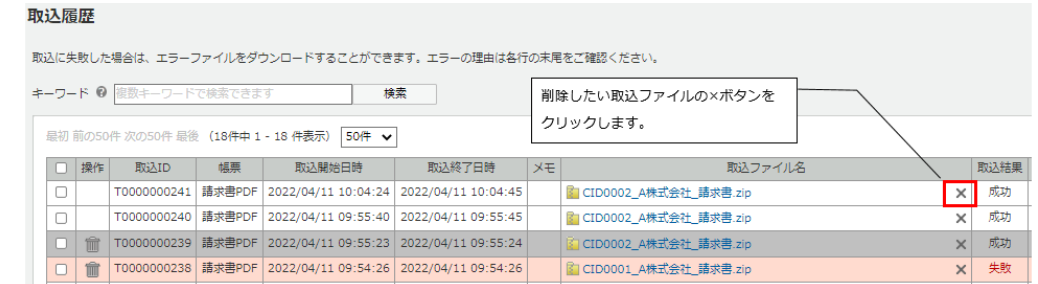 取込履歴
取込に失敗した場合は、エラーファイルをダウンロードすることができます。エラーの理由は各行の末尾をご確認ください。
キーワード ? 複数キーワードで検索できます 検索
削除したい取込ファイルの×ボタンを
クリックします。
最初 前の50件 次の50件 最後 (18件中 1 - 18 件表示) 50件
操作 取込ID 帳票 取込開始日時 取込終了日時 メモ 取込ファイル名 取込結果
T0000000241 請求書PDF 2022/04/11 10:04:24 2022/04/11 10:04:45 CID0002_A株式会社_請求書.zip × 成功
T0000000240 請求書PDF 2022/04/11 09:55:40 2022/04/11 09:55:45 CID0002_A株式会社_請求書.zip × 成功
T0000000239 請求書PDF 2022/04/11 09:55:23 2022/04/11 09:55:24 CID0002_A株式会社_請求書.zip × 成功
T0000000238 請求書PDF 2022/04/11 09:54:26 2022/04/11 09:54:26 CID0001_A株式会社_請求書.zip × 失敗